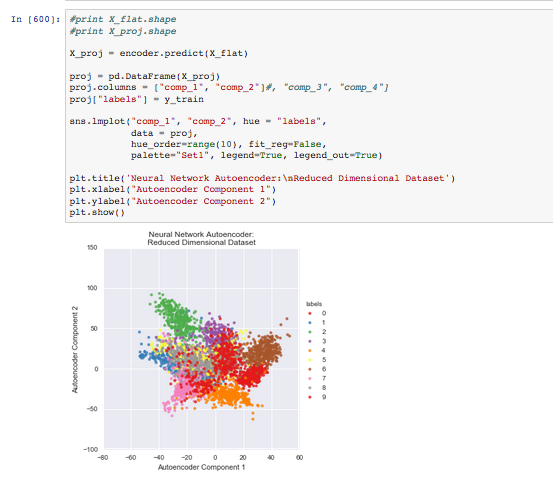 In [600]: #print X_flat.shape
#print X_proj.shape
X_proj = encoder.predict(X_flat)
proj = pd.DataFrame(X_proj)
proj.columns = ["comp_1", "comp_2"]#, "comp_3", "comp_4"]
proj["labels"] = y_train
sns.lmplot("comp_1", "comp_2", hue = "labels",
data = proj,
hue_order=range(10), fit_reg=False,
palette="Set1", legend=True, legend_out=True)
plt.title('Neural Network Autoencoder:\nReduced Dimensional Dataset')
plt.xlabel("Autoencoder Component 1")
plt.ylabel("Autoencoder Component 2")
plt.show()
Neural Network Autoencoder:
Reduced Dimensional Dataset
150
100
50
0
−50
−100
Autoencoder Component 2
−80 −60 −40 −20 0 20 40 60
Autoencoder Component 1
labels
0
1
2
3
4
5
6
7
8
9